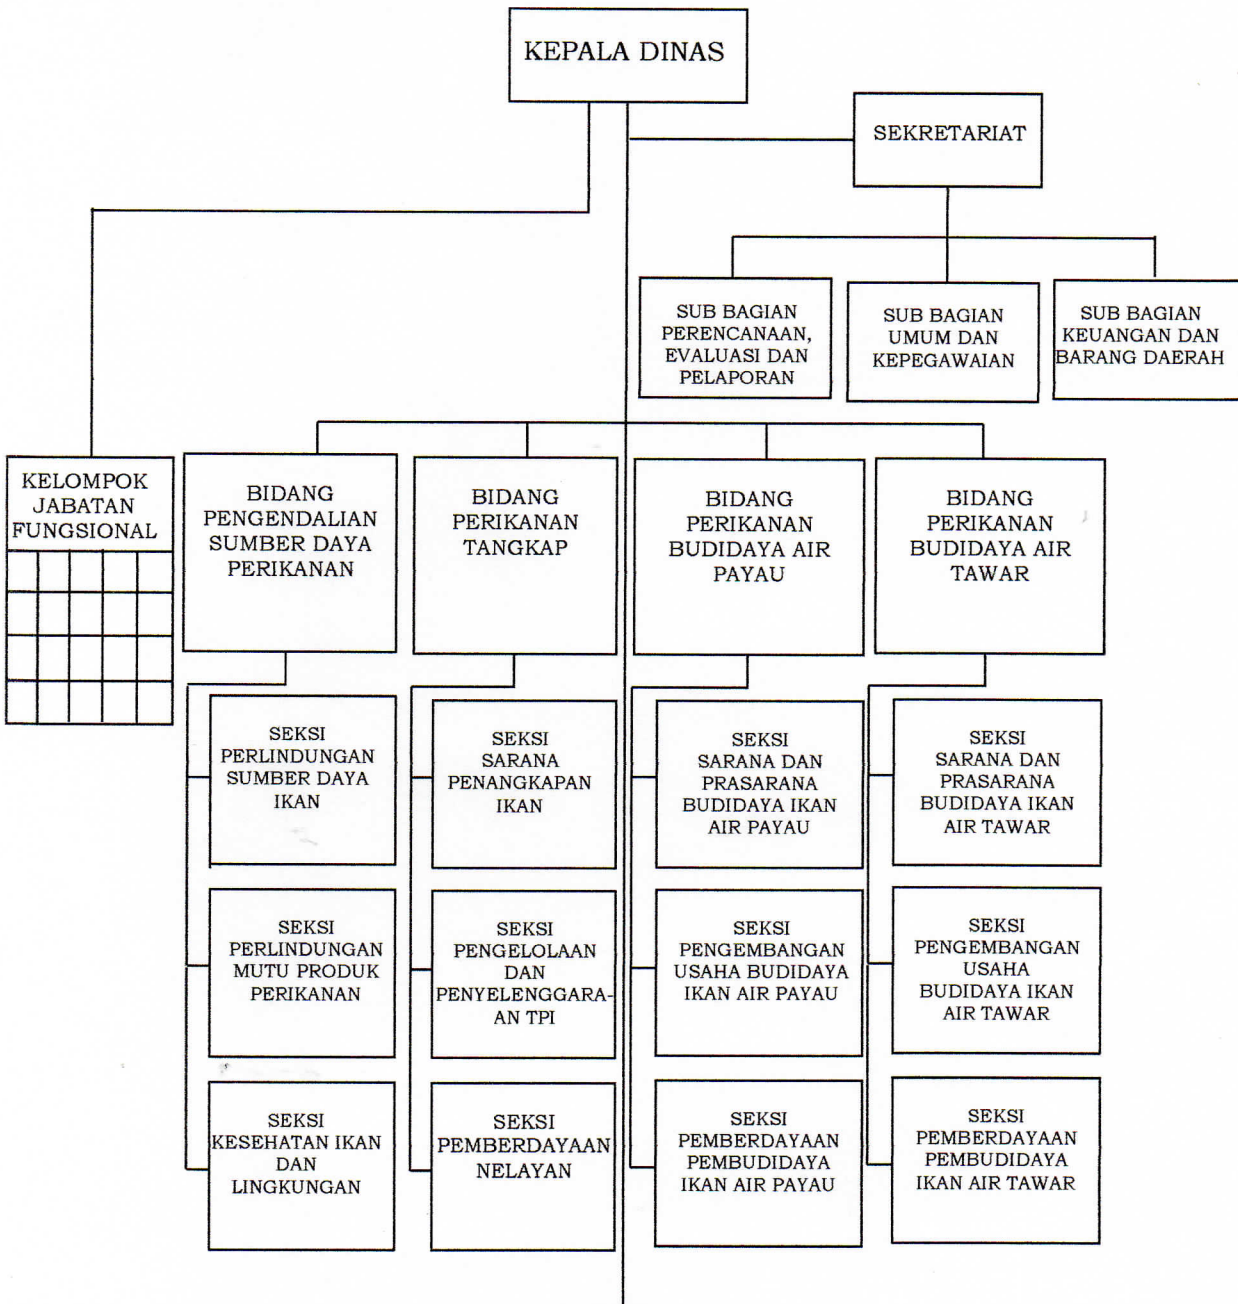 KEPALA DINAS
SEKRETARIAT
SUB BAGIAN
PERENCANAAN,
EVALUASI DAN
PELAPORAN
SUB BAGIAN
UMUM DAN
KEPEGAWAIAN
SUB BAGIAN
KEUANGAN DAN
BARANG DAERAH
KELOMPOK
JABATAN
FUNGSIONAL
BIDANG
PENGENDALIAN
SUMBER DAYA
PERIKANAN
BIDANG
PERIKANAN
TANGKAP
BIDANG
PERIKANAN
BUDIDAYA AIR
PAYAU
BIDANG
PERIKANAN
BUDIDAYA AIR
TAWAR
SEKSI
PERLINDUNGAN
SUMBER DAYA
IKAN
SEKSI
SARANA
PENANGKAPAN
IKAN
SEKSI
SARANA DAN
PRASARANA
BUDIDAYA IKAN
AIR PAYAU
SEKSI
SARANA DAN
PRASARANA
BUDIDAYA IKAN
AIR TAWAR
SEKSI
PERLINDUNGAN
MUTU PRODUK
PERIKANAN
SEKSI
PENGELOLAAN
DAN
PENYELENGGARA-
AN TPI
SEKSI
PENGEMBANGAN
USAHA BUDIDAYA
IKAN AIR PAYAU
SEKSI
PENGEMBANGAN
USAHA
BUDIDAYA IKAN
AIR TAWAR
SEKSI
KESEHATAN IKAN
DAN
LINGKUNGAN
SEKSI
PEMBERDAYAAN
NELAYAN
SEKSI
PEMBERDAYAAN
PEMBUDIDAYA
IKAN AIR PAYAU
SEKSI
PEMBERDAYAAN
PEMBUDIDAYA
IKAN AIR TAWAR